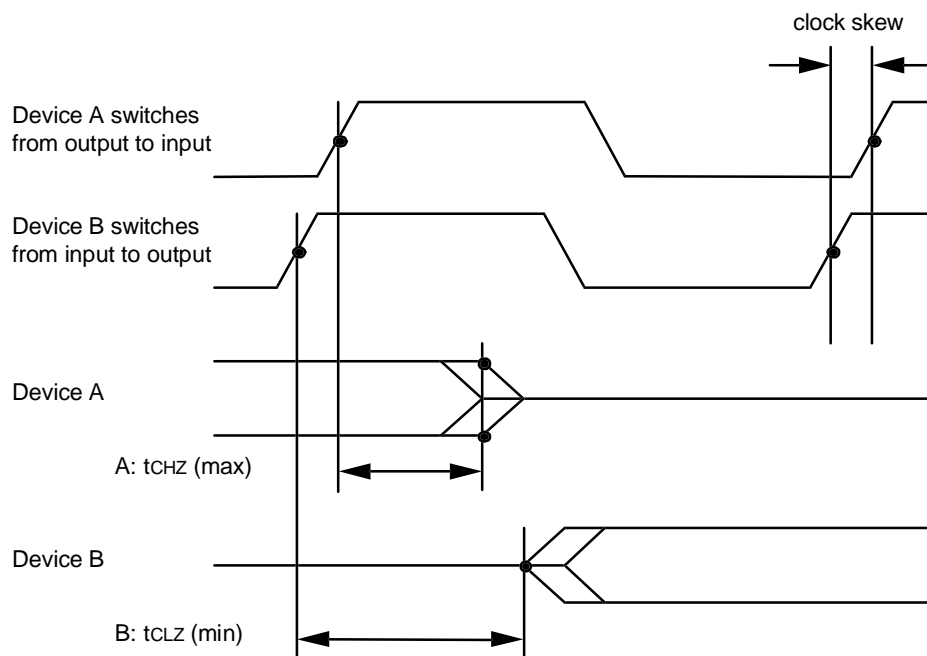 clock skew
Device A switches
from output to input
Device B switches
from input to output
Device A
A: tCHZ (max)
Device B
B: tCLZ (min)